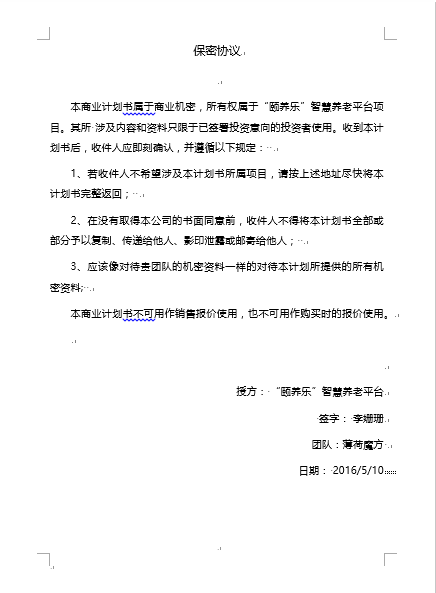 保密协议
本商业计划书属于商业机密，所有权属于“颐养乐”智慧养老平台项
目。其所 涉及内容和资料只限于已签署投资意向的投资者使用。收到本计
划书后，收件人应即刻确认，并遵循以下规定：
1、若收件人不希望涉及本计划书所属项目，请按上述地址尽快将本
计划书完整返回；
2、在没有取得本公司的书面同意前，收件人不得将本计划书全部或
部分予以复制、传递给他人、影印泄露或邮寄给他人；
3、应该像对待贵团队的机密资料一样的对待本计划所提供的所有机
密资料;
本商业计划书不可用作销售报价使用，也不可用作购买时的报价使用。
授方：“颐养乐”智慧养老平台
签字： 李姗珊
团队：薄荷魔方
日期： 2016/5/10